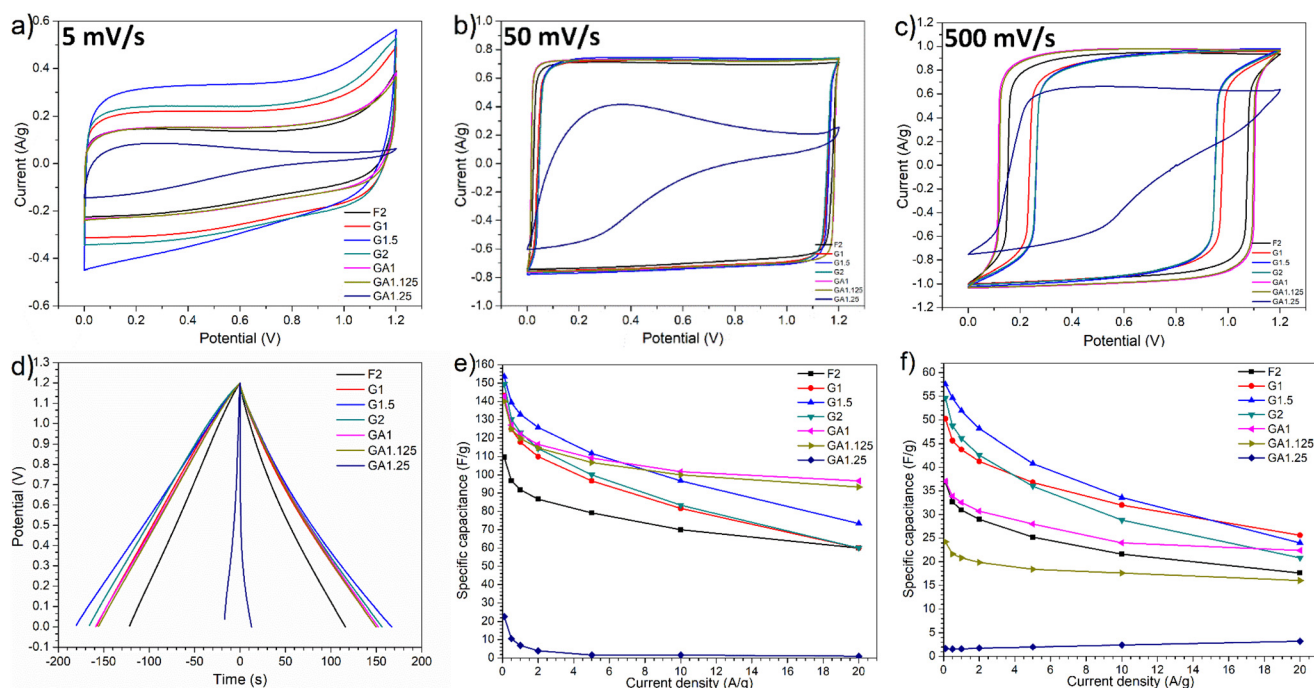 a) 5 mV/s
0.6
0.4
0.2
0.0
-0.2
-0.4
-0.6
Current (A/g)
F2
G1
G1.5
G2
GA1
GA1.125
GA1.25
0.0 0.2 0.4 0.6 0.8 1.0 1.2
Potential (V)
b) 50 mV/s
1.0
0.8
0.6
0.4
0.2
0.0
-0.2
-0.4
-0.6
-0.8
-1.0
Current (A/g)
F2
G1
G1.5
G2
GA1
GA1.125
GA1.25
0.0 0.2 0.4 0.6 0.8 1.0 1.2
Potential (V)
c) 500 mV/s
1.2
1.0
0.8
0.6
0.4
0.2
0.0
-0.2
-0.4
-0.6
-0.8
-1.0
-1.2
Current (A/g)
F2
G1
G1.5
G2
GA1
GA1.125
GA1.25
0.0 0.2 0.4 0.6 0.8 1.0 1.2
Potential (V)
d)
1.3
1.2
1.1
1.0
0.9
0.8
0.7
0.6
0.5
0.4
0.3
0.2
0.1
0.0
-0.1
Potential (V)
F2
G1
G1.5
G2
GA1
GA1.125
GA1.25
-200 -150 -100 -50 0 50 100 150 200
Time (s)
e)
160
150
140
130
120
110
100
90
80
70
60
50
40
30
20
10
0
Specific capacitance (F/g)
F2
G1
G1.5
G2
GA1
GA1.125
GA1.25
0 2 4 6 8 10 12 14 16 18 20
Current density (A/g)
f)
60
55
50
45
40
35
30
25
20
15
10
5
0
Specific capacitance (F/g)
F2
G1
G1.5
G2
GA1
GA1.125
GA1.25
0 2 4 6 8 10 12 14 16 18 20
Current density (A/g)